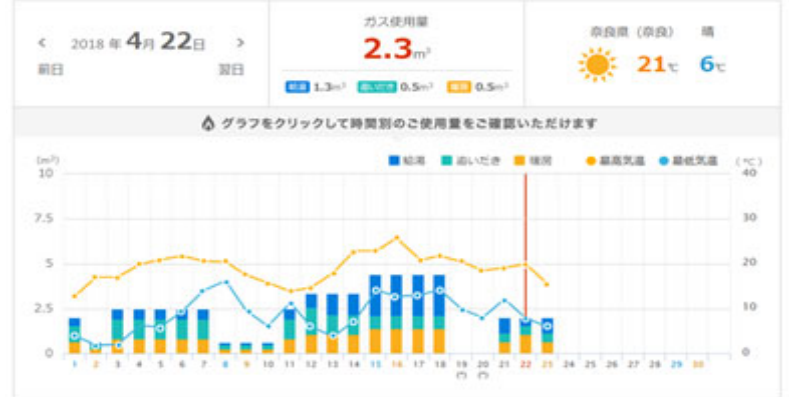 ガス使用量
奈良県（奈良） 晴
< 2018 年 4月 22日 >
2.3m³
21℃ 6℃
前日 翌日
給湯 1.3m³ 追いだき 0.5m³ 暖房 0.5m³
グラフをクリックして時間別のご使用量をご確認いただけます
(m³) 給湯 追いだき 暖房 最高気温 最低気温 (℃)
10 40
7.5 30
5 20
2.5 10
0 0
1 2 3 4 5 6 7 8 9 10 11 12 13 14 15 16 17 18 19 20 21 22 23 24 25 26 27 28 29 30